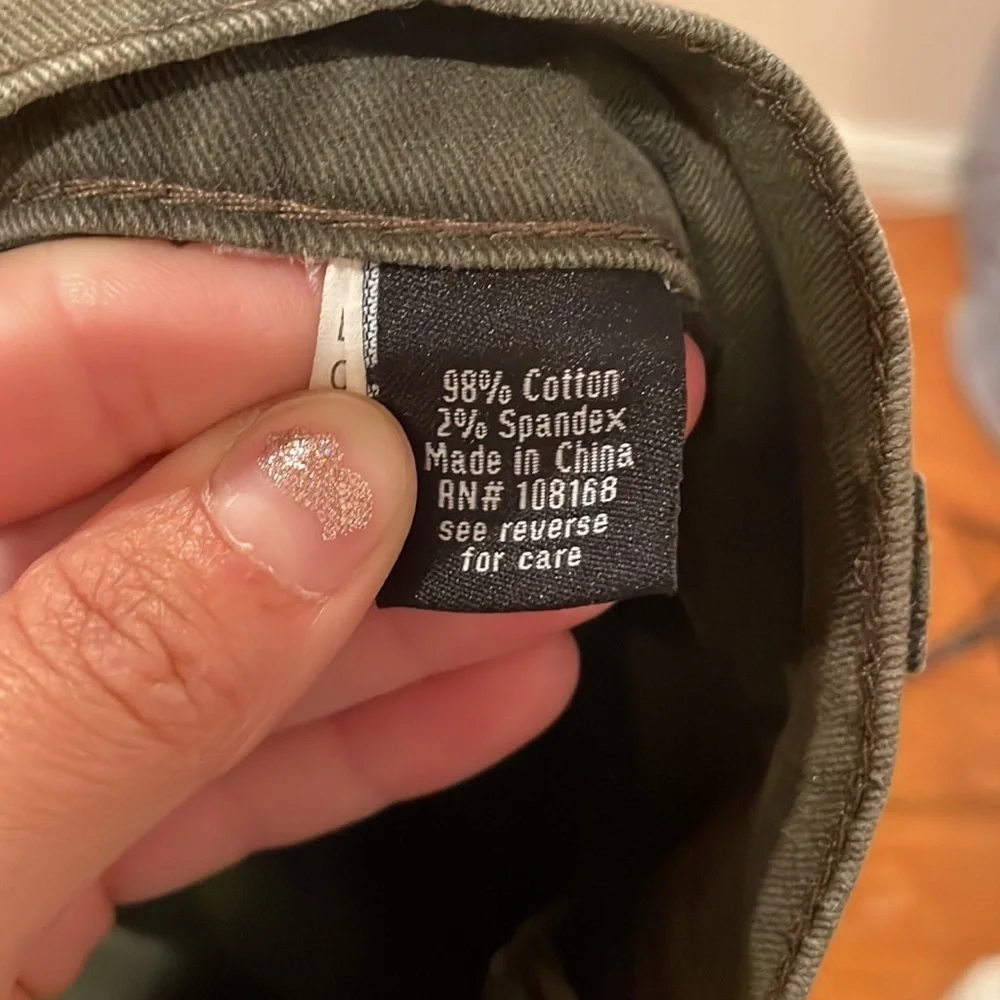 98% Cotton
2% Spandex
Made in China
RN# 108168
see reverse
for care